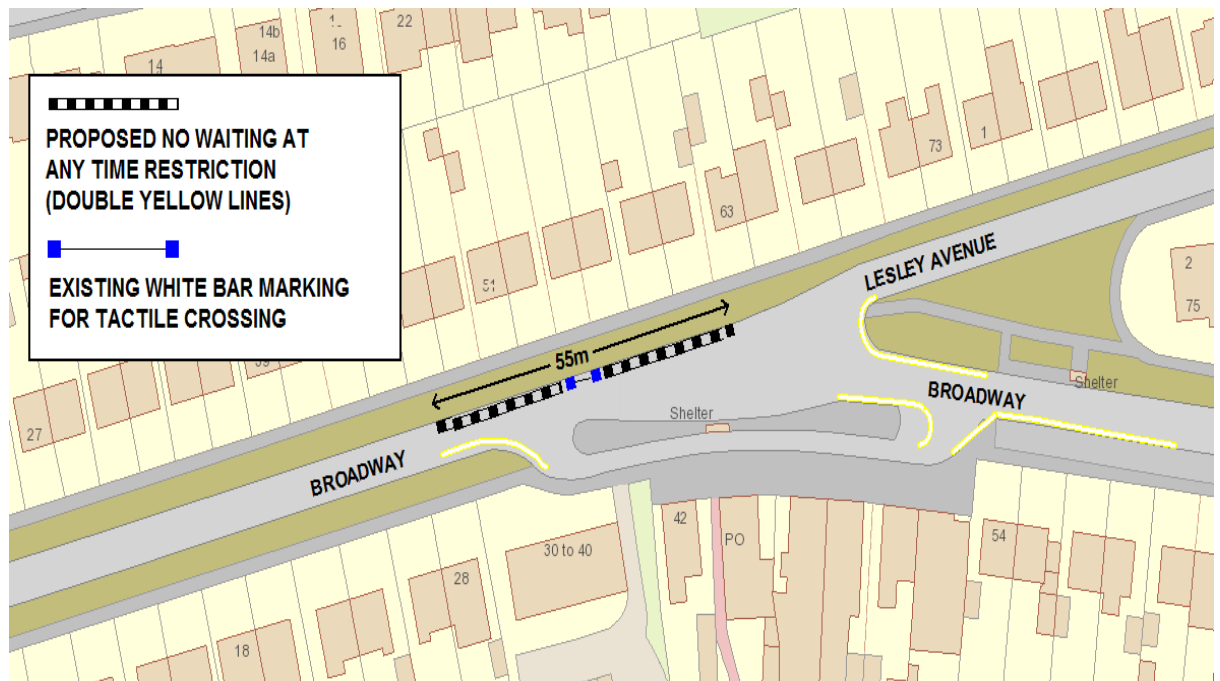 22
14b
14a
16
14
PROPOSED NO WAITING AT
ANY TIME RESTRICTION
(DOUBLE YELLOW LINES)
EXISTING WHITE BAR MARKING
FOR TACTILE CROSSING
73
1
63
51
LESLEY AVENUE
2
75
55m
27
Shelter
BROADWAY
Shelter
BROADWAY
42
PO
54
30 to 40
28
18